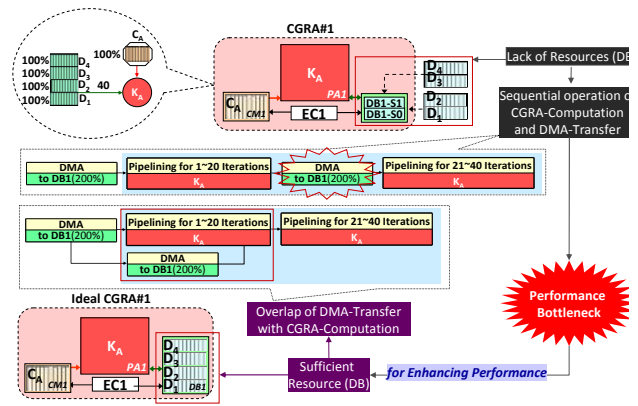 CGRA#1
C_A
100%
100% D_4
100% D_3
100% D_2
100% D_1
40
K_A
K_A
PA1
C_A
CM1
EC1
DB1-S1
DB1-S0
D_4
D_3
D_2
D_1
Lack of Resources (DB
Sequential operation o
CGRA-Computation
and DMA-Transfer
DMA
to DB1(200%)
Pipelining for 1~20 Iterations
K_A
DMA
to DB1(200%)
Pipelining for 21~40 Iterations
K_A
DMA
to DB1(200%)
Pipelining for 1~20 Iterations
K_A
Pipelining for 21~40 Iterations
K_A
DMA
to DB1(200%)
Performance
Bottleneck
Ideal CGRA#1
K_A
PA1
C_A
CM1
EC1
D_4
D_3
D_2
D_1
DB1
Overlap of DMA-Transfer
with CGRA-Computation
Sufficient
Resource (DB)
for Enhancing Performance